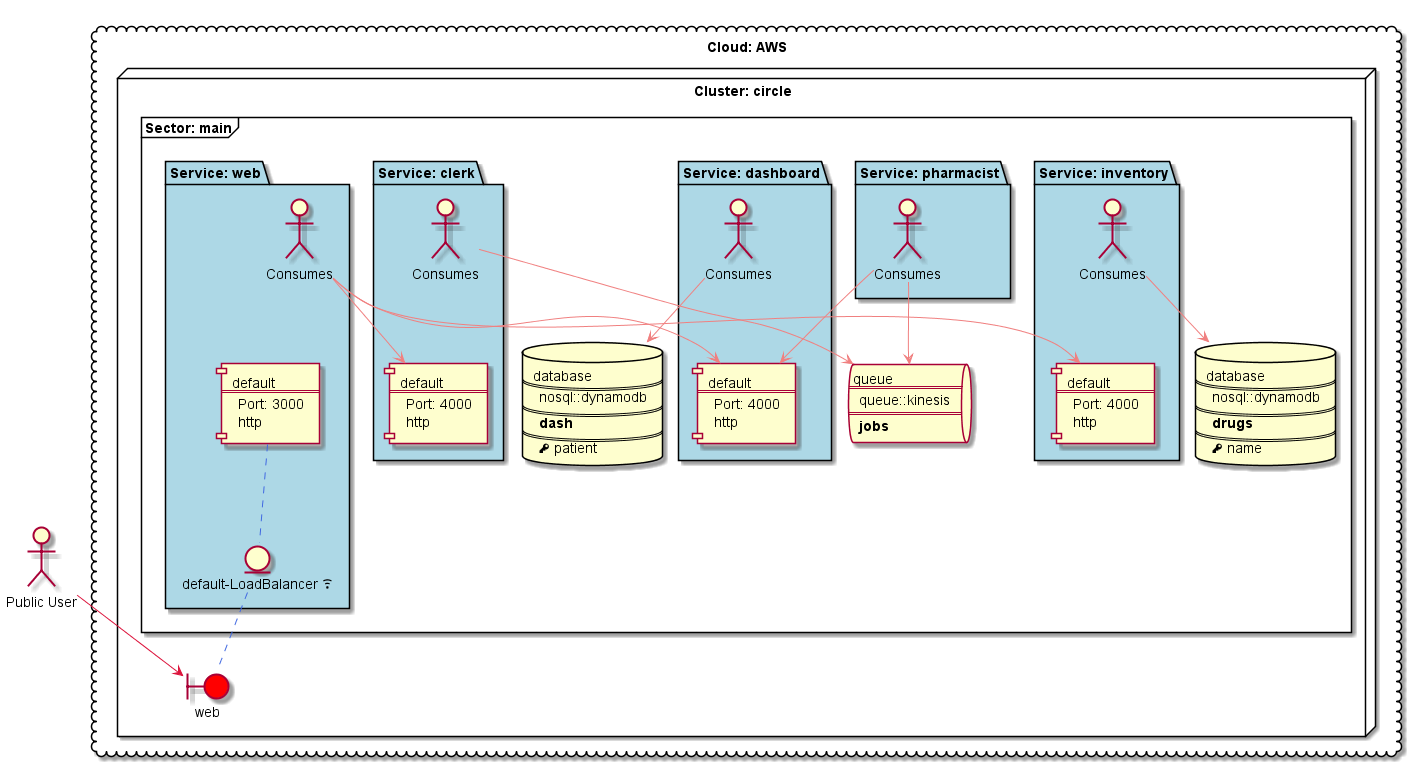 Cloud: AWS
Cluster: circle
Sector: main
Service: web
Service: clerk
Service: dashboard
Service: pharmacist
Service: inventory
Consumes
Consumes
Consumes
Consumes
Consumes
default
Port: 3000
http
default
Port: 4000
http
database
nosql::dynamodb
dash
patient
default
Port: 4000
http
queue
queue::kinesis
jobs
default
Port: 4000
http
database
nosql::dynamodb
drugs
name
default-LoadBalancer
Public User
web